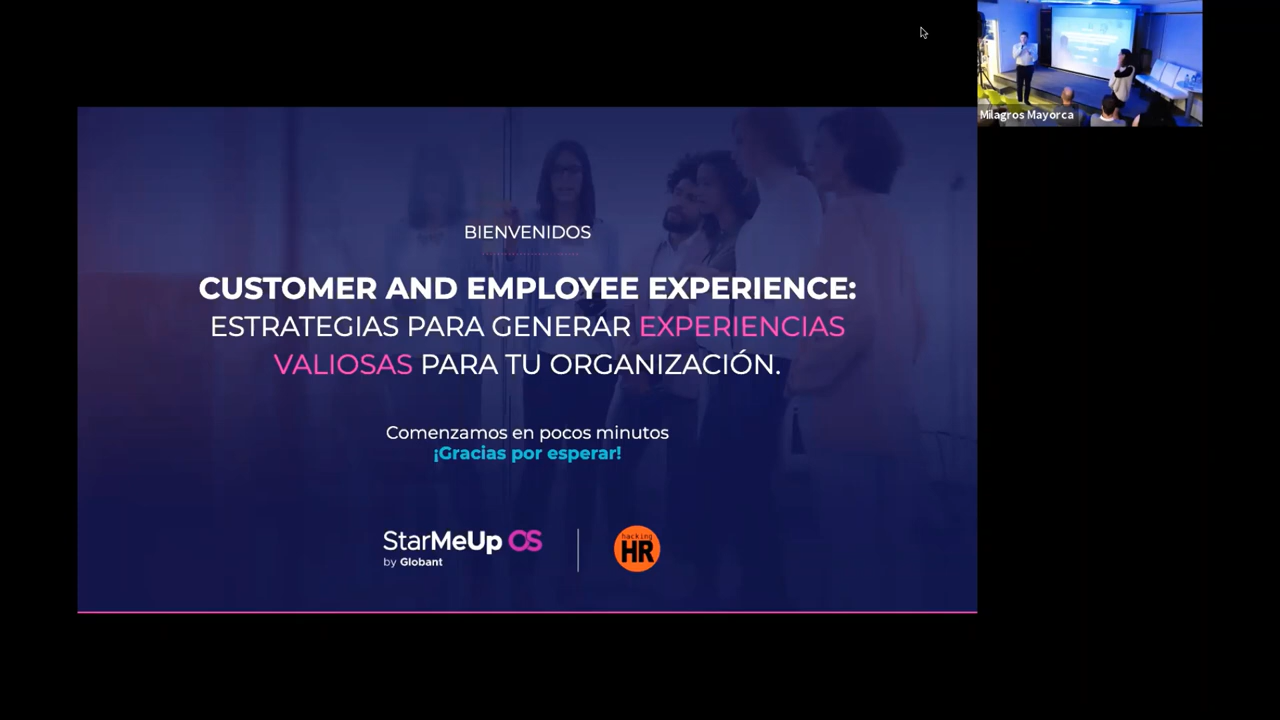 Milagros Mayorca
BIENVENIDOS
CUSTOMER AND EMPLOYEE EXPERIENCE:
ESTRATEGIAS PARA GENERAR EXPERIENCIAS
VALIOSAS PARA TU ORGANIZACIÓN.
Comenzamos en pocos minutos
¡Gracias por esperar!
StarMeUp OS
by Globant
hacking
HR